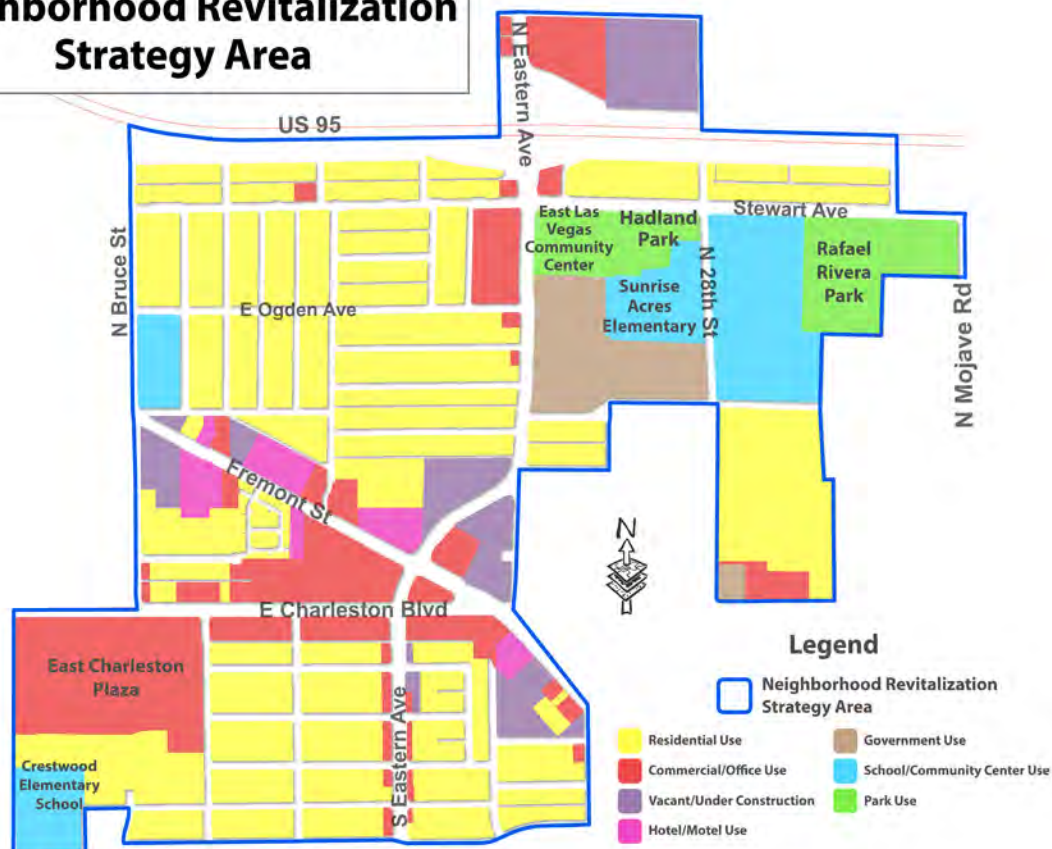 Revitalization
Strategy Area
US 95
N Eastern Ave
Stewart Ave
N Bruce St
East Las
Vegas
Community
Center
Hadland
Park
N 28th St
Rafael
Rivera
Park
Sunrise
Acres
Elementary
E Ogden Ave
N Mojave Rd
Fremont St
N
E Charleston Blvd
East Charleston
Plaza
S Eastern Ave
Crestwood
Elementary
School
Legend
Neighborhood Revitalization
Strategy Area
Residential Use
Commercial/Office Use
Vacant/Under Construction
Hotel/Motel Use
Government Use
School/Community Center Use
Park Use